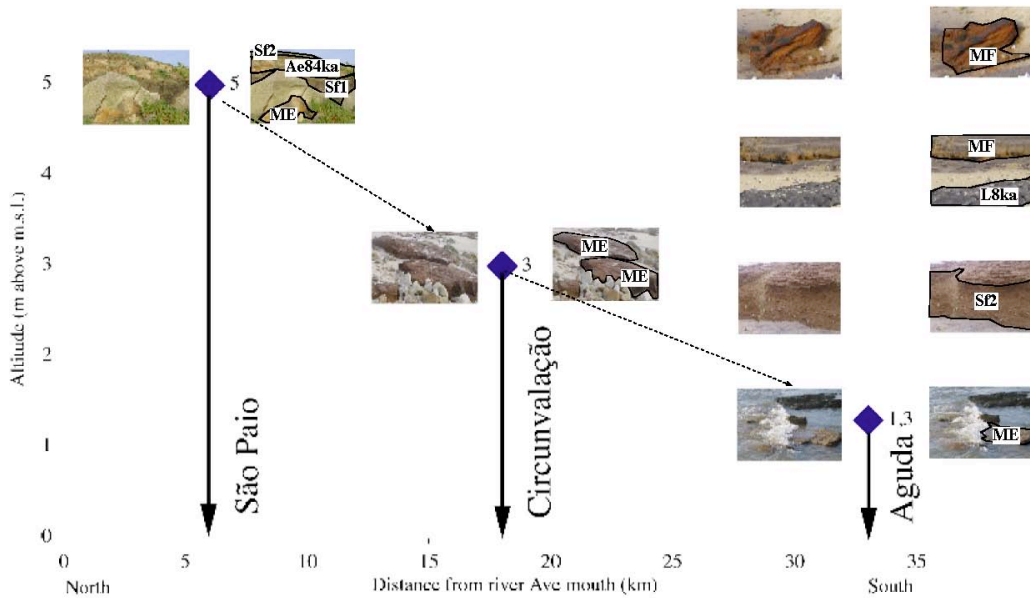 Sf2
Ae84ka
Sf1
ME
MF
MF
L8ka
Sf2
ME
ME
ME
5
3
1.3
São Paio
Circunvalação
Aguda
Altitude (m above m.s.l.)
5
4
3
2
1
0
0
5
10
15
20
25
30
35
North
Distance from river Ave mouth (km)
South